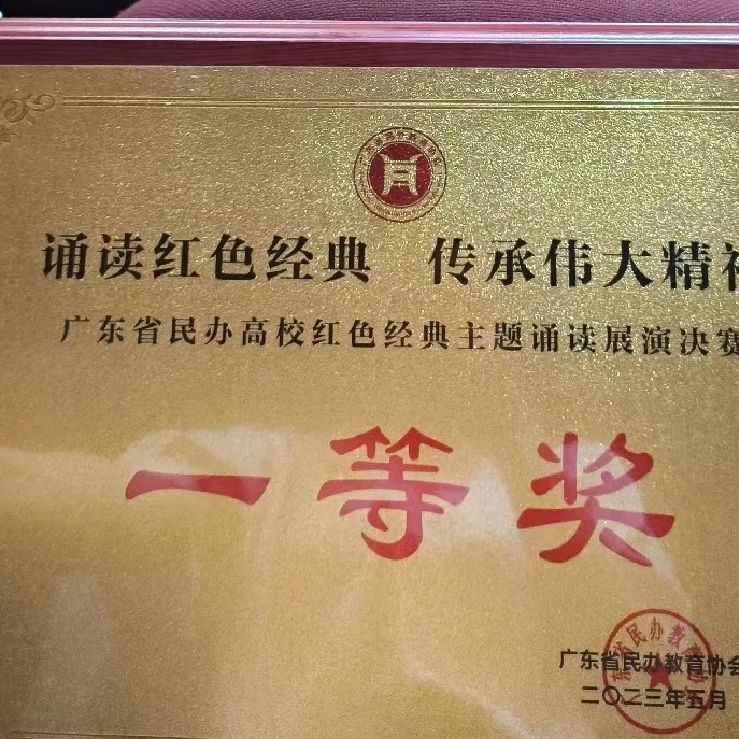 诵读红色经典 传承伟大精神
广东省民办高校红色经典主题诵读展演决赛
一等奖
广东省民办教育协会
二〇二三年五月